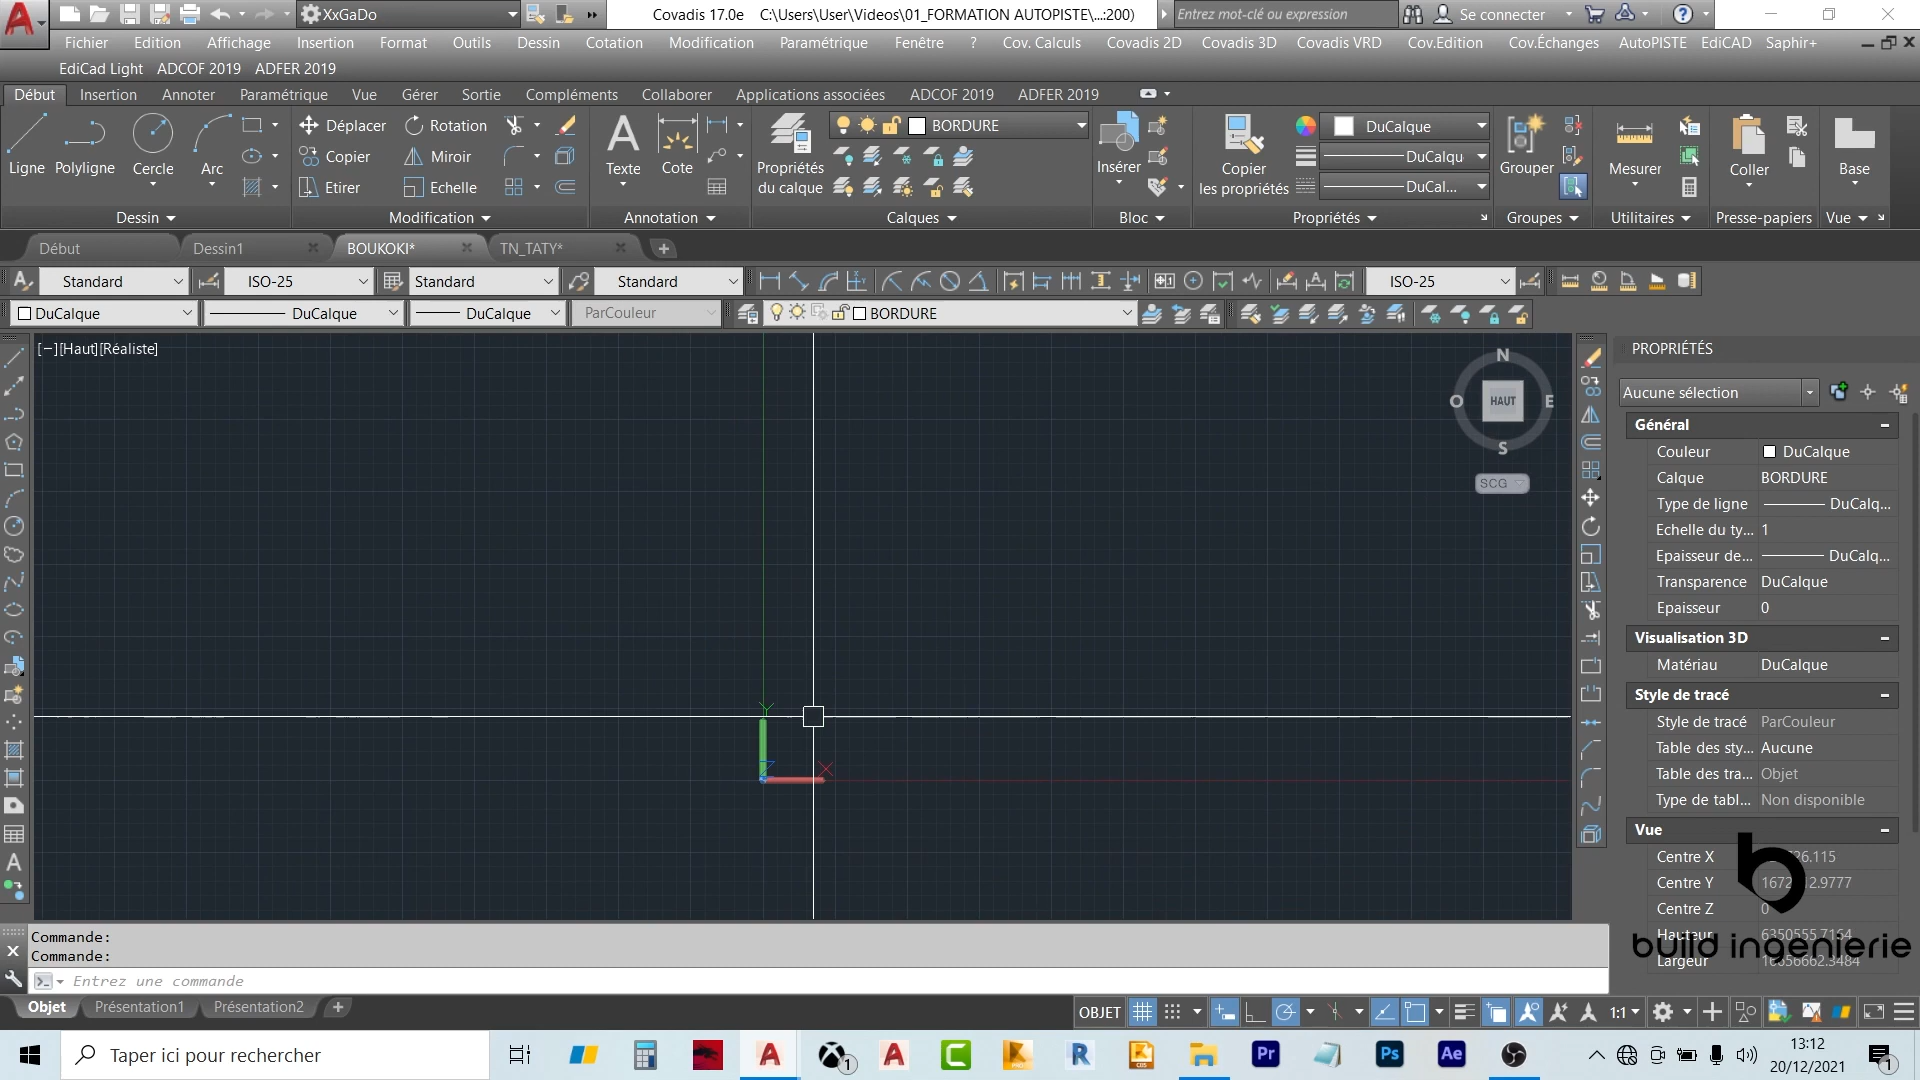 XxGaDo
Covadis 17.0e C:\Users\User\Videos\01_FORMATION AUTOPISTE\...:200)
Entrez mot-clé ou expression
Se connecter
Fichier Edition Affichage Insertion Format Outils Dessin Cotation Modification Paramétrique Fenêtre ? Cov. Calculs Covadis 2D Covadis 3D Covadis VRD Cov.Edition Cov.Échanges AutoPISTE EdiCAD Saphir+
EdiCad Light ADCOF 2019 ADFER 2019
Début Insertion Annoter Paramétrique Vue Gérer Sortie Compléments Collaborer Applications associées ADCOF 2019 ADFER 2019
Ligne Polyligne Cercle Arc
Déplacer Rotation
Copier Miroir
Etirer Echelle
Texte Cote
Propriétés du calque
BORDURE
Insérer
Copier les propriétés
DuCalque
DuCalqu
DuCal...
Grouper Mesurer Coller Base
Dessin Modification Annotation Calques Bloc Propriétés Groupes Utilitaires Presse-papiers Vue
Début Dessin1 BOUKOKI* TN_TATY*
Standard ISO-25 Standard Standard ISO-25
DuCalque DuCalque DuCalque ParCouleur BORDURE
[−][Haut][Réaliste]
N
O HAUT E
S
SCG
Y
X
PROPRIÉTÉS
Aucune sélection
Général
Couleur DuCalque
Calque BORDURE
Type de ligne DuCalq...
Echelle du ty... 1
Epaisseur de... DuCalq...
Transparence DuCalque
Epaisseur 0
Visualisation 3D
Matériau DuCalque
Style de tracé
Style de tracé ParCouleur
Table des sty... Aucune
Table des tra... Objet
Type de tabl... Non disponible
Vue
Centre X
Centre Y
Centre Z 0
Hauteur
Largeur
build ingenierie
Commande:
Commande:
Entrez une commande
Objet Présentation1 Présentation2
OBJET 1:1
Taper ici pour rechercher
13:12
20/12/2021